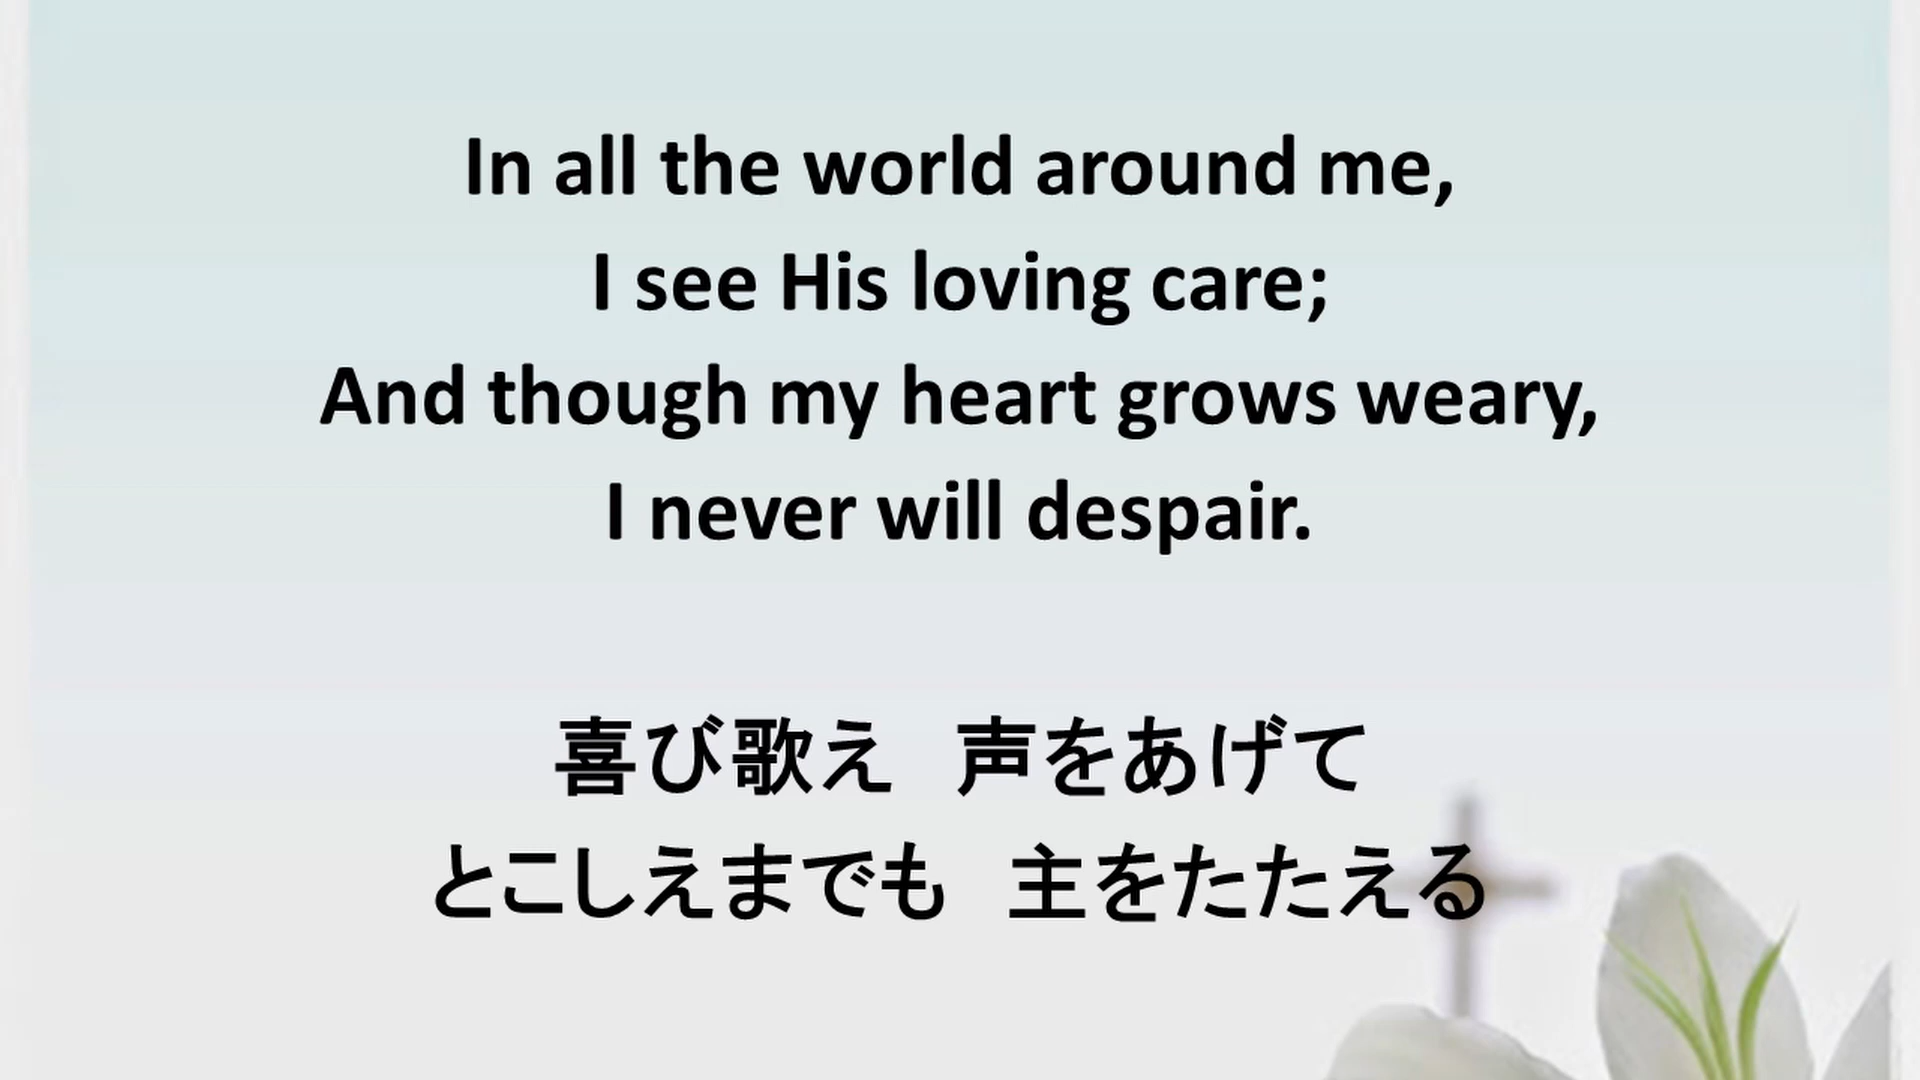 In all the world around me,
I see His loving care;
And though my heart grows weary,
I never will despair.
喜び歌え　声をあげて
とこしえまでも　主をたたえる